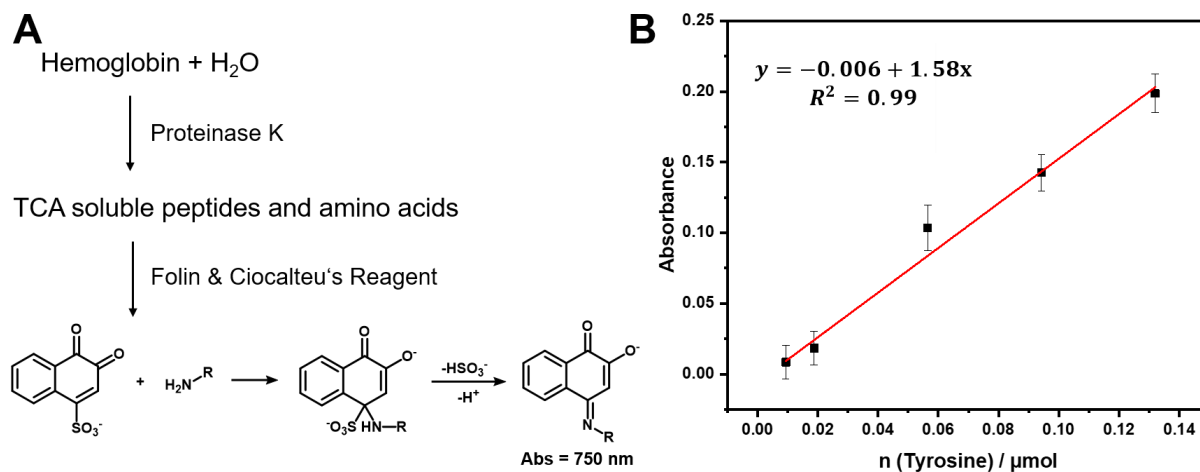 A
Hemoglobin + H₂O
Proteinase K
TCA soluble peptides and amino acids
Folin & Ciocalteu‘s Reagent
O
O
SO₃⁻
+
H₂N
R
O
O⁻
⁻O₃S
HN
R
-HSO₃⁻
-H⁺
O
O⁻
N
R
Abs = 750 nm
B
y = −0.006 + 1.58x
R² = 0.99
Absorbance
0.25
0.20
0.15
0.10
0.05
0.00
0.00 0.02 0.04 0.06 0.08 0.10 0.12 0.14
n (Tyrosine) / µmol